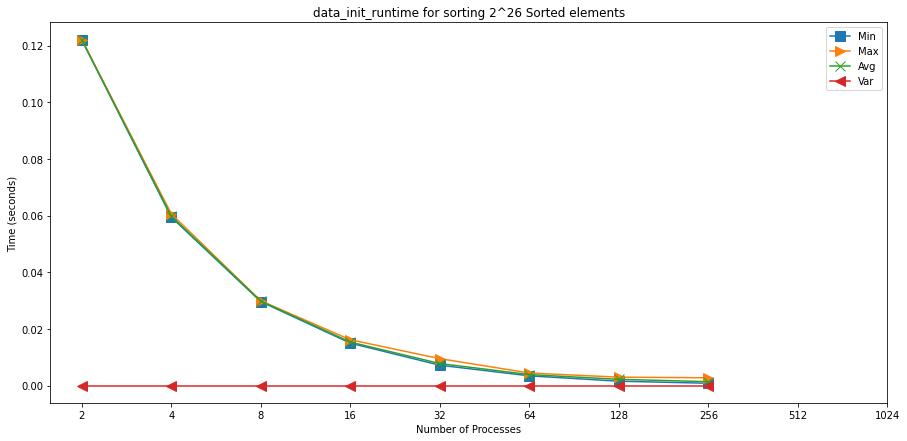 data_init_runtime for sorting 2^26 Sorted elements
Min
Max
Avg
Var
Time (seconds)
0.12
0.10
0.08
0.06
0.04
0.02
0.00
2 4 8 16 32 64 128 256 512 1024
Number of Processes